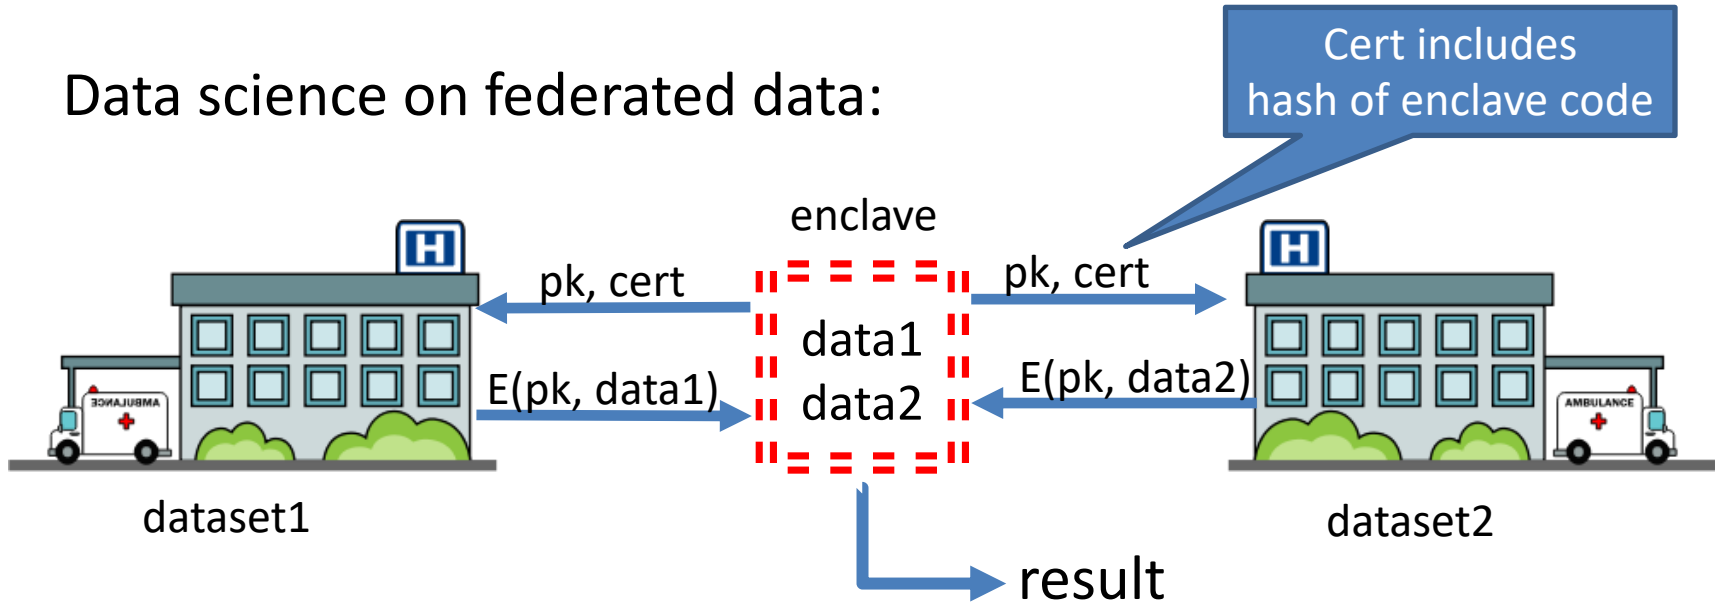 Cert includes
hash of enclave code
Data science on federated data:
enclave
H
H
pk, cert
pk, cert
data1
data2
E(pk, data1)
E(pk, data2)
AMBULANCE
AMBULANCE
dataset1
dataset2
result